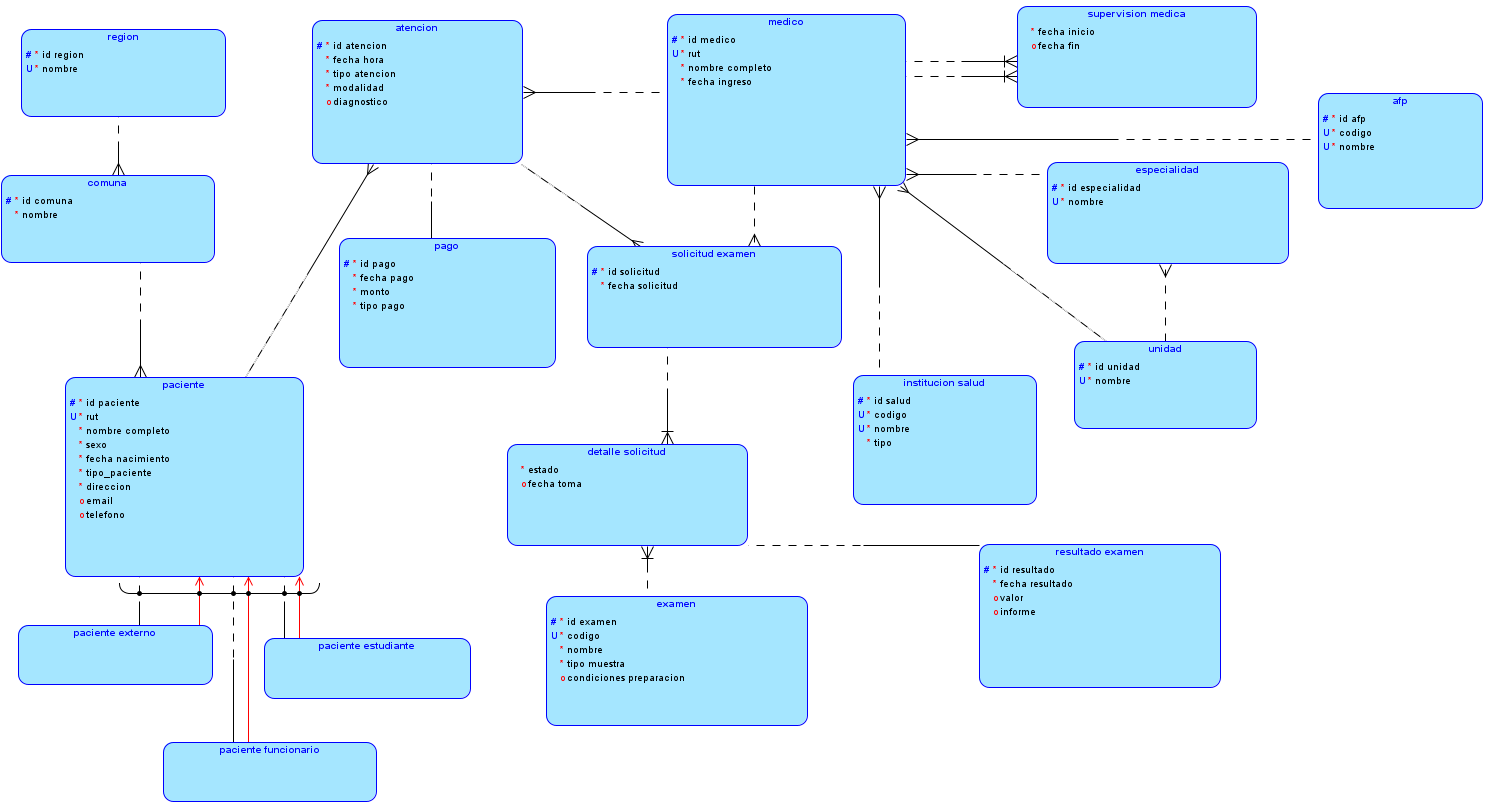 region
# * id region
U * nombre
atencion
# * id atencion
* fecha hora
* tipo atencion
* modalidad
o diagnostico
medico
# * id medico
U * rut
* nombre completo
* fecha ingreso
supervision medica
* fecha inicio
o fecha fin
afp
# * id afp
U * codigo
U * nombre
comuna
# * id comuna
* nombre
especialidad
# * id especialidad
U * nombre
pago
# * id pago
* fecha pago
* monto
* tipo pago
solicitud examen
# * id solicitud
* fecha solicitud
unidad
# * id unidad
U * nombre
paciente
# * id paciente
U * rut
* nombre completo
* sexo
* fecha nacimiento
* tipo_paciente
* direccion
o email
o telefono
institucion salud
# * id salud
U * codigo
U * nombre
* tipo
detalle solicitud
* estado
o fecha toma
resultado examen
# * id resultado
* fecha resultado
o valor
o informe
examen
# * id examen
U * codigo
* nombre
* tipo muestra
o condiciones preparacion
paciente externo
paciente estudiante
paciente funcionario